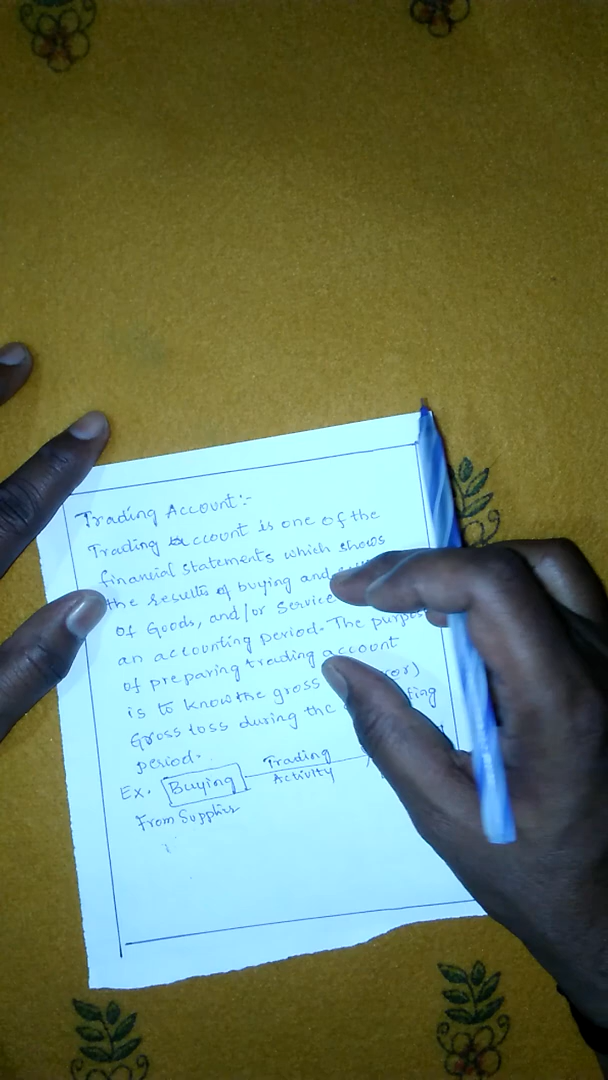 Trading Account:-
Trading Account is one of the
financial statements which shows
the results of buying and
of Goods, and/or Service
an accounting period. The purpose
of preparing trading account
is to know the gross (or)
Gross loss during the
period.
Ex. Buying Trading
Activity
From Supplier